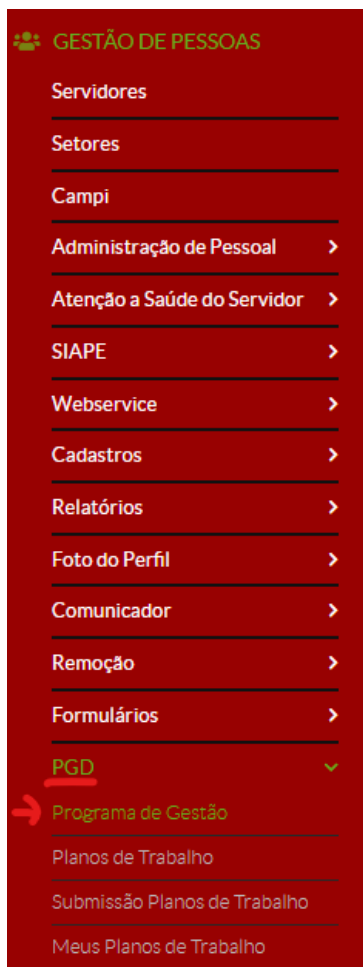 GESTÃO DE PESSOAS
Servidores
Setores
Campi
Administração de Pessoal
Atenção a Saúde do Servidor
SIAPE
Webservice
Cadastros
Relatórios
Foto do Perfil
Comunicador
Remoção
Formulários
PGD
Programa de Gestão
Planos de Trabalho
Submissão Planos de Trabalho
Meus Planos de Trabalho